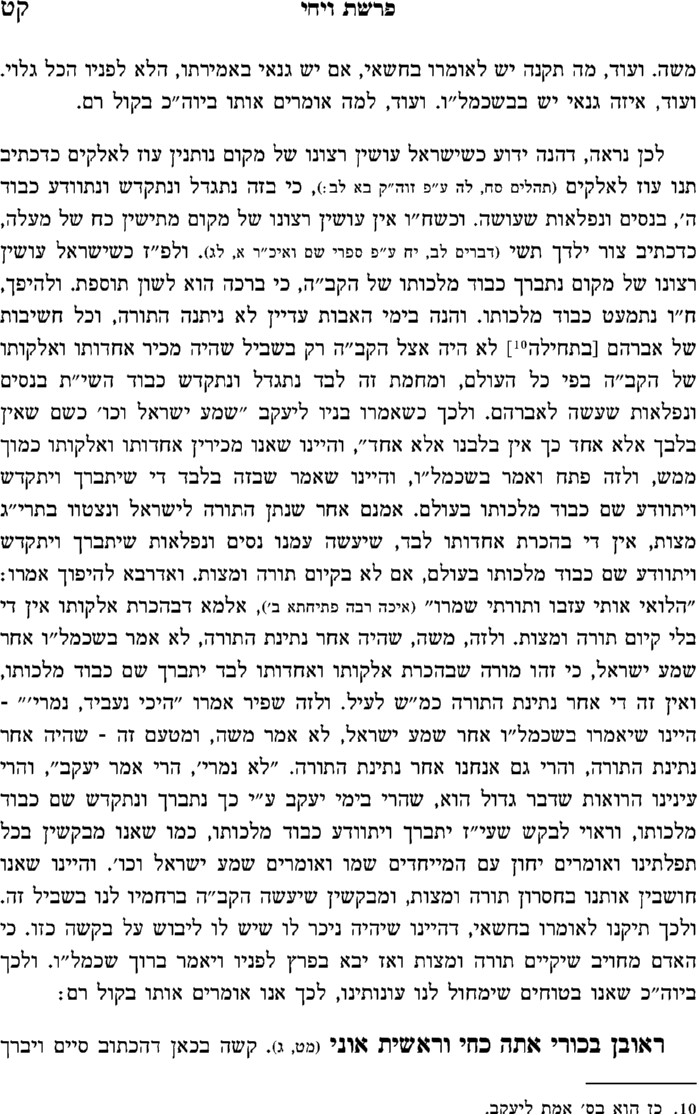 פרשת ויחי
קט
משה. ועוד, מה תקנה יש לאומרו בחשאי, אם יש גנאי באמירתו, הלא לפניו הכל גלוי.
ועוד, איזה גנאי יש בבשכמל״ו. ועוד, למה אומרים אותו ביוה״כ בקול רם.
לכן נראה, דהנה ידוע כשישראל עושין רצונו של מקום נותנין עוז לאלקים כדכתיב
תנו עוז לאלקים (תהלים סח, לה ע״פ זוה״ק בא לב:), כי בזה נתגדל ונתקדש ונתוודע כבוד
ה׳, בנסים ונפלאות שעושה. וכשח״ו אין עושין רצונו של מקום מתישין כח של מעלה,
כדכתיב צור ילדך תשי (דברים לב, יח ע״פ ספרי שם ואיכ״ר א, לג). ולפ״ז כשישראל עושין
רצונו של מקום נתברך כבוד מלכותו של הקב״ה, כי ברכה הוא לשון תוספת. ולהיפך,
ח״ו נתמעט כבוד מלכותו. והנה בימי האבות עדיין לא ניתנה התורה, וכל חשיבות
של אברהם [בתחילה10] לא היה אצל הקב״ה רק בשביל שהיה מכיר אחדותו ואלקותו
של הקב״ה בפי כל העולם, ומחמת זה לבד נתגדל ונתקדש כבוד השי״ת בנסים
ונפלאות שעשה לאברהם. ולכך כשאמרו בניו ליעקב ״שמע ישראל וכו׳ כשם שאין
בלבך אלא אחד כך אין בלבנו אלא אחד״, והיינו שאנו מכירין אחדותו ואלקותו כמוך
ממש, ולזה פתח ואמר בשכמל״ו, והיינו שאמר שבזה בלבד די שיתברך ויתקדש
ויתוודע שם כבוד מלכותו בעולם. אמנם אחר שנתן התורה לישראל ונצטוו בתרי״ג
מצות, אין די בהכרת אחדותו לבד, שיעשה עמנו נסים ונפלאות שיתברך ויתקדש
ויתוודע שם כבוד מלכותו בעולם, אם לא בקיום תורה ומצות. ואדרבא להיפוך אמרו:
״הלואי אותי עזבו ותורתי שמרו״ (איכה רבה פתיחתא ב׳), אלמא דבהכרת אלקותו אין די
בלי קיום תורה ומצות. ולזה, משה, שהיה אחר נתינת התורה, לא אמר בשכמל״ו אחר
שמע ישראל, כי זהו מורה שבהכרת אלקותו ואחדותו לבד יתברך שם כבוד מלכותו,
ואין זה די אחר נתינת התורה כמ״ש לעיל. ולזה שפיר אמרו ״היכי נעביד, נמרי׳״ -
היינו שיאמרו בשכמל״ו אחר שמע ישראל, לא אמר משה, ומטעם זה - שהיה אחר
נתינת התורה, והרי גם אנחנו אחר נתינת התורה. ״לא נמרי׳, הרי אמר יעקב״, והרי
עינינו הרואות שדבר גדול הוא, שהרי בימי יעקב ע״י כך נתברך ונתקדש שם כבוד
מלכותו, וראוי לבקש שעי״ז יתברך ויתוודע כבוד מלכותו, כמו שאנו מבקשין בכל
תפלתינו ואומרים יחון עם המייחדים שמו ואומרים שמע ישראל וכו׳. והיינו שאנו
חושבין אותנו בחסרון תורה ומצות, ומבקשין שיעשה הקב״ה ברחמיו לנו בשביל זה.
ולכך תיקנו לאומרו בחשאי, דהיינו שיהיה ניכר לו שיש לו ליבוש על בקשה כזו. כי
האדם מחויב שיקיים תורה ומצות ואז יבא בפרץ לפניו ויאמר ברוך שכמל״ו. ולכך
ביוה״כ שאנו בטוחים שימחול לנו עונותינו, לכך אנו אומרים אותו בקול רם:
ראובן בכורי אתה כחי וראשית אוני (מט, ג). קשה בכאן דהכתוב סיים ויברך
10. כן הוא בס׳ אמת ליעקב.